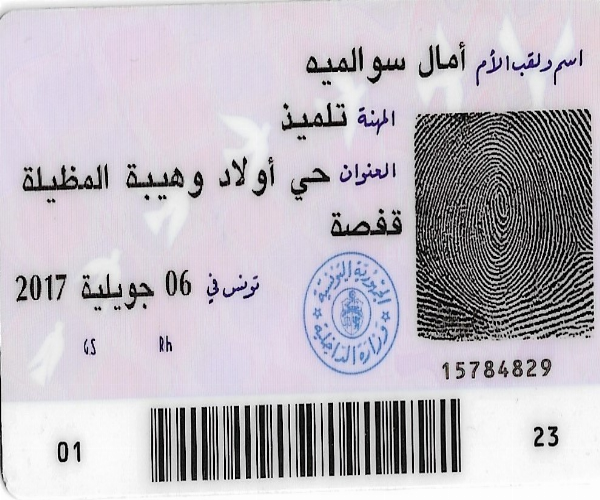 اسم ولقب الأم أمال سوالميه
المهنة تلميذ
العنوان حي أولاد وهيبة المظيلة
قفصة
تونس في 06 جويلية 2017
الجمهورية التونسية
وزارة الداخلية
GS Rh
15784829
01 23